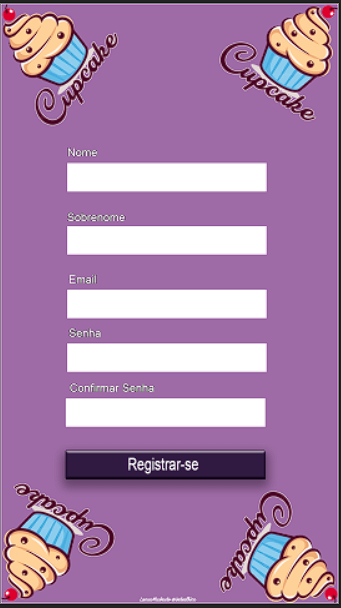 Cupcake
Cupcake
Nome
Sobrenome
Email
Senha
Confirmar Senha
Registrar-se
Cupcake
Cupcake